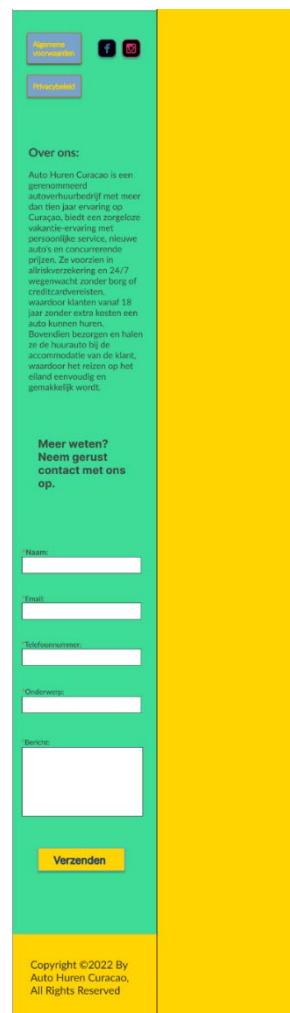 Algemene
voorwaarden
Privacybeleid
Over ons:
Auto Huren Curacao is een
gerenommeerd
autoverhuurbedrijf met meer
dan tien jaar ervaring op
Curaçao, biedt een zorgeloze
vakantie-ervaring met
persoonlijke service, nieuwe
auto's en concurrerende
prijzen. Ze voorzien in
allriskverzekering en 24/7
wegenwacht zonder borg of
creditcardvereisten,
waardoor klanten vanaf 18
jaar zonder extra kosten een
auto kunnen huren.
Bovendien bezorgen en halen
ze de huurauto bij de
accommodatie van de klant,
waardoor het reizen op het
eiland eenvoudig en
gemakkelijk wordt.
Meer weten?
Neem gerust
contact met ons
op.
*Naam:
*Email:
*Telefoonnummer:
*Onderwerp:
*Bericht:
Verzenden
Copyright ©2022 By
Auto Huren Curacao,
All Rights Reserved